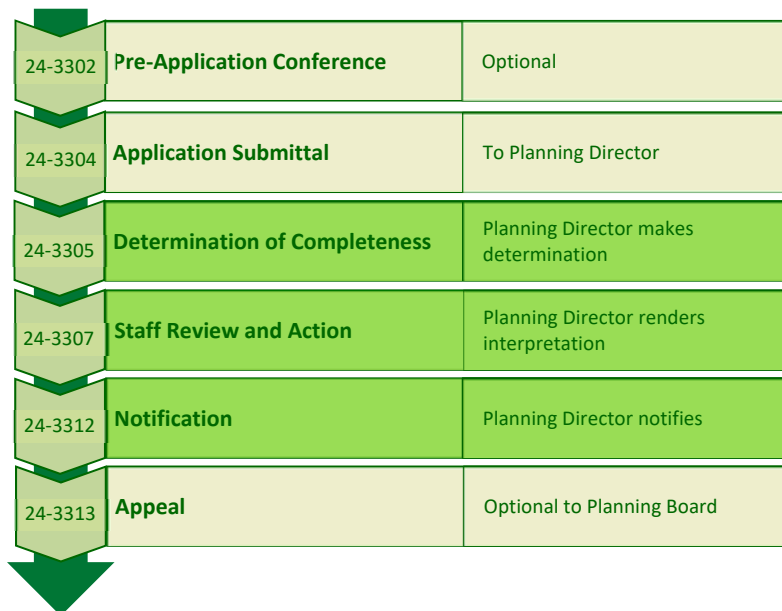 24-3302 Pre-Application Conference Optional
24-3304 Application Submittal To Planning Director
24-3305 Determination of Completeness Planning Director makes
determination
24-3307 Staff Review and Action Planning Director renders
interpretation
24-3312 Notification Planning Director notifies
24-3313 Appeal Optional to Planning Board